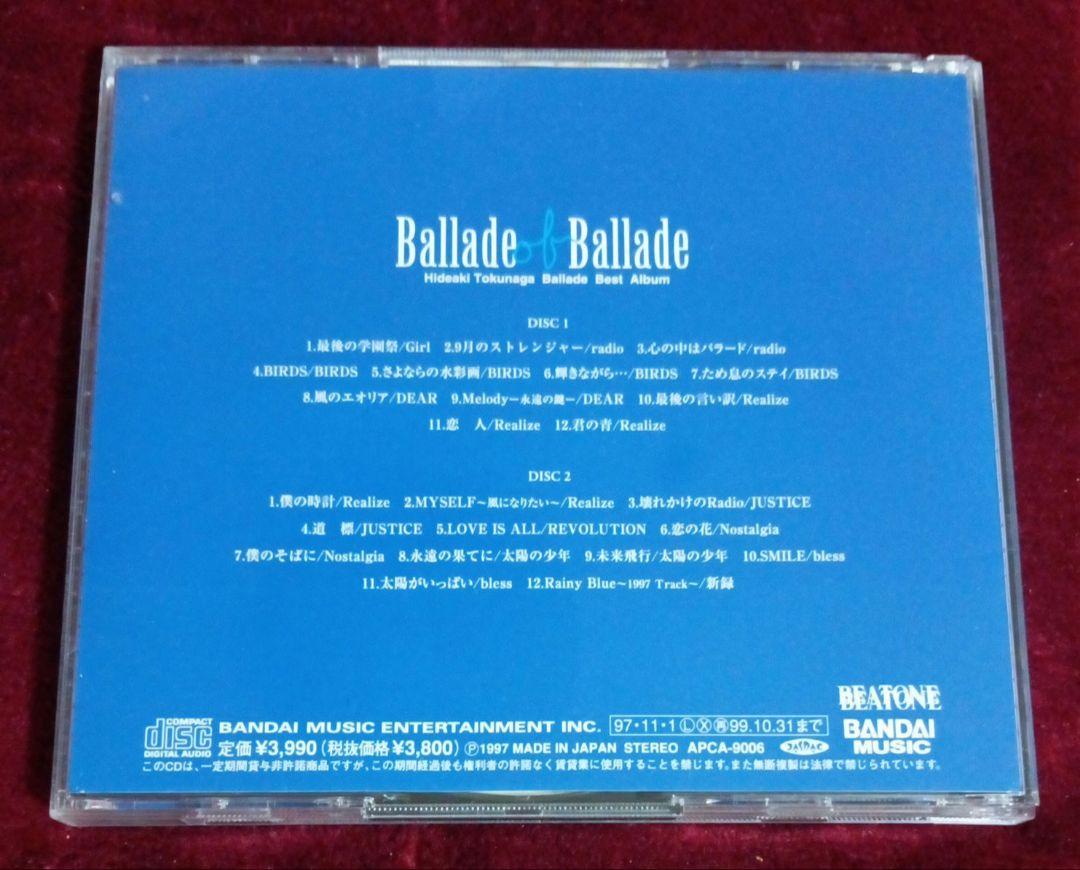 Ballade of Ballade
Hideaki Tokunaga Ballade Best Album
DISC 1
1.最後の学園祭/Girl 2.9月のストレンジャー/radio 3.心の中はバラード/radio
4.BIRDS/BIRDS 5.さよならの水彩画/BIRDS 6.輝きながら…/BIRDS 7.ため息のステイ/BIRDS
8.風のエオリア/DEAR 9.Melody−永遠の鍵−/DEAR 10.最後の言い訳/Realize
11.恋 人/Realize 12.君の青/Realize
DISC 2
1.僕の時計/Realize 2.MYSELF〜風になりたい〜/Realize 3.壊れかけのRadio/JUSTICE
4.道 標/JUSTICE 5.LOVE IS ALL/REVOLUTION 6.恋の花/Nostalgia
7.僕のそばに/Nostalgia 8.永遠の果てに/太陽の少年 9.未来飛行/太陽の少年 10.SMILE/bless
11.太陽がいっぱい/bless 12.Rainy Blue〜1997 Track〜/新録
BEATONE
COMPACT disc DIGITAL AUDIO
BANDAI MUSIC ENTERTAINMENT INC. 97・11・1ⓁⓍ㊢99.10.31まで
定価¥3,990(税抜価格¥3,800) Ⓟ1997 MADE IN JAPAN STEREO APCA-9006 JASRAC
BANDAI MUSIC
このCDは、一定期間貸与非許諾商品ですが、この期間経過後も権利者の許諾なく賃貸業に使用することを禁じます。また無断複製は法律で禁じられています。